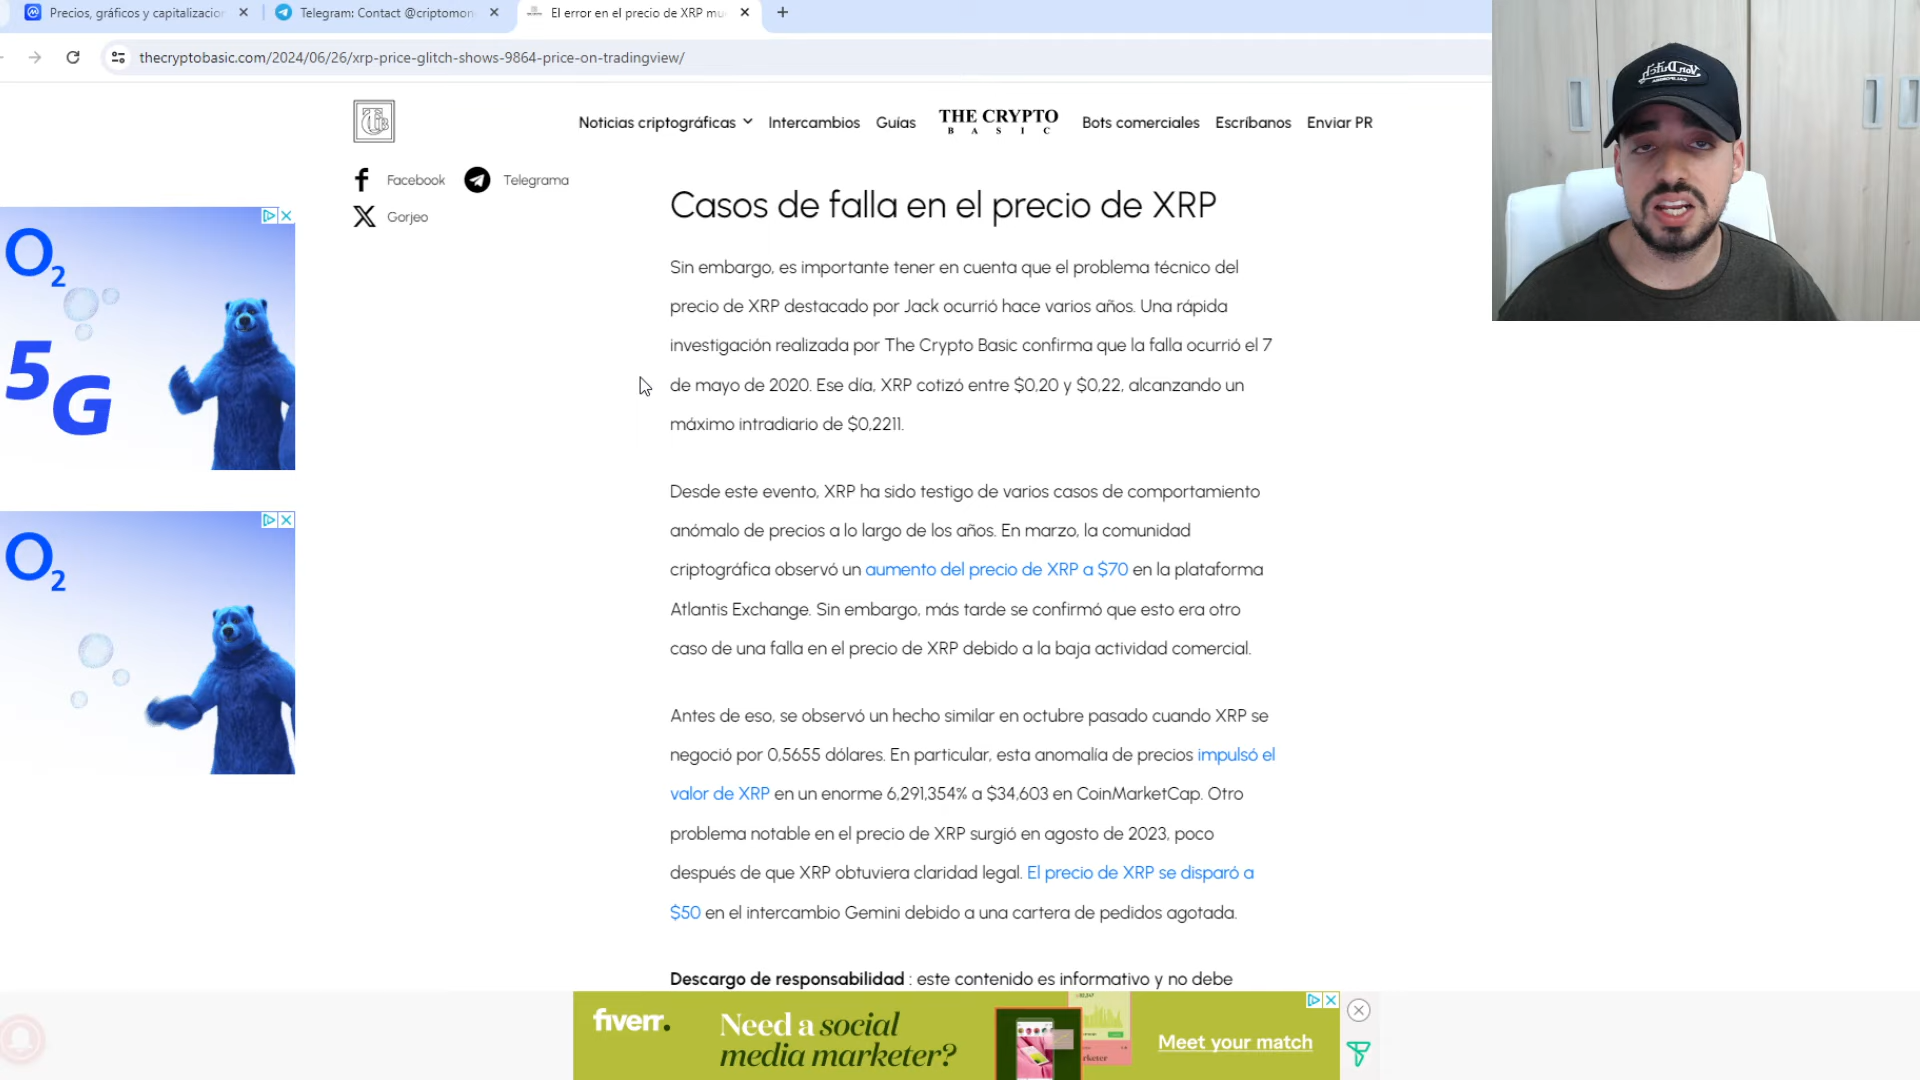 Precios, gráficos y capitalizacion
Telegram: Contact @criptomon
El error en el precio de XRP mu
thecryptobasic.com/2024/06/26/xrp-price-glitch-shows-9864-price-on-tradingview/
Noticias criptográficas
Intercambios
Guías
THE CRYPTO
BASIC
Bots comerciales
Escríbanos
Enviar PR
Facebook
Telegrama
Gorjeo
O2
5G
O2
Casos de falla en el precio de XRP
Sin embargo, es importante tener en cuenta que el problema técnico del
precio de XRP destacado por Jack ocurrió hace varios años. Una rápida
investigación realizada por The Crypto Basic confirma que la falla ocurrió el 7
de mayo de 2020. Ese día, XRP cotizó entre $0,20 y $0,22, alcanzando un
máximo intradiario de $0,2211.
Desde este evento, XRP ha sido testigo de varios casos de comportamiento
anómalo de precios a lo largo de los años. En marzo, la comunidad
criptográfica observó un aumento del precio de XRP a $70 en la plataforma
Atlantis Exchange. Sin embargo, más tarde se confirmó que esto era otro
caso de una falla en el precio de XRP debido a la baja actividad comercial.
Antes de eso, se observó un hecho similar en octubre pasado cuando XRP se
negoció por 0,5655 dólares. En particular, esta anomalía de precios impulsó el
valor de XRP en un enorme 6,291,354% a $34,603 en CoinMarketCap. Otro
problema notable en el precio de XRP surgió en agosto de 2023, poco
después de que XRP obtuviera claridad legal. El precio de XRP se disparó a
$50 en el intercambio Gemini debido a una cartera de pedidos agotada.
Descargo de responsabilidad : este contenido es informativo y no debe
fiverr.
Need a social
media marketer?
Meet your match